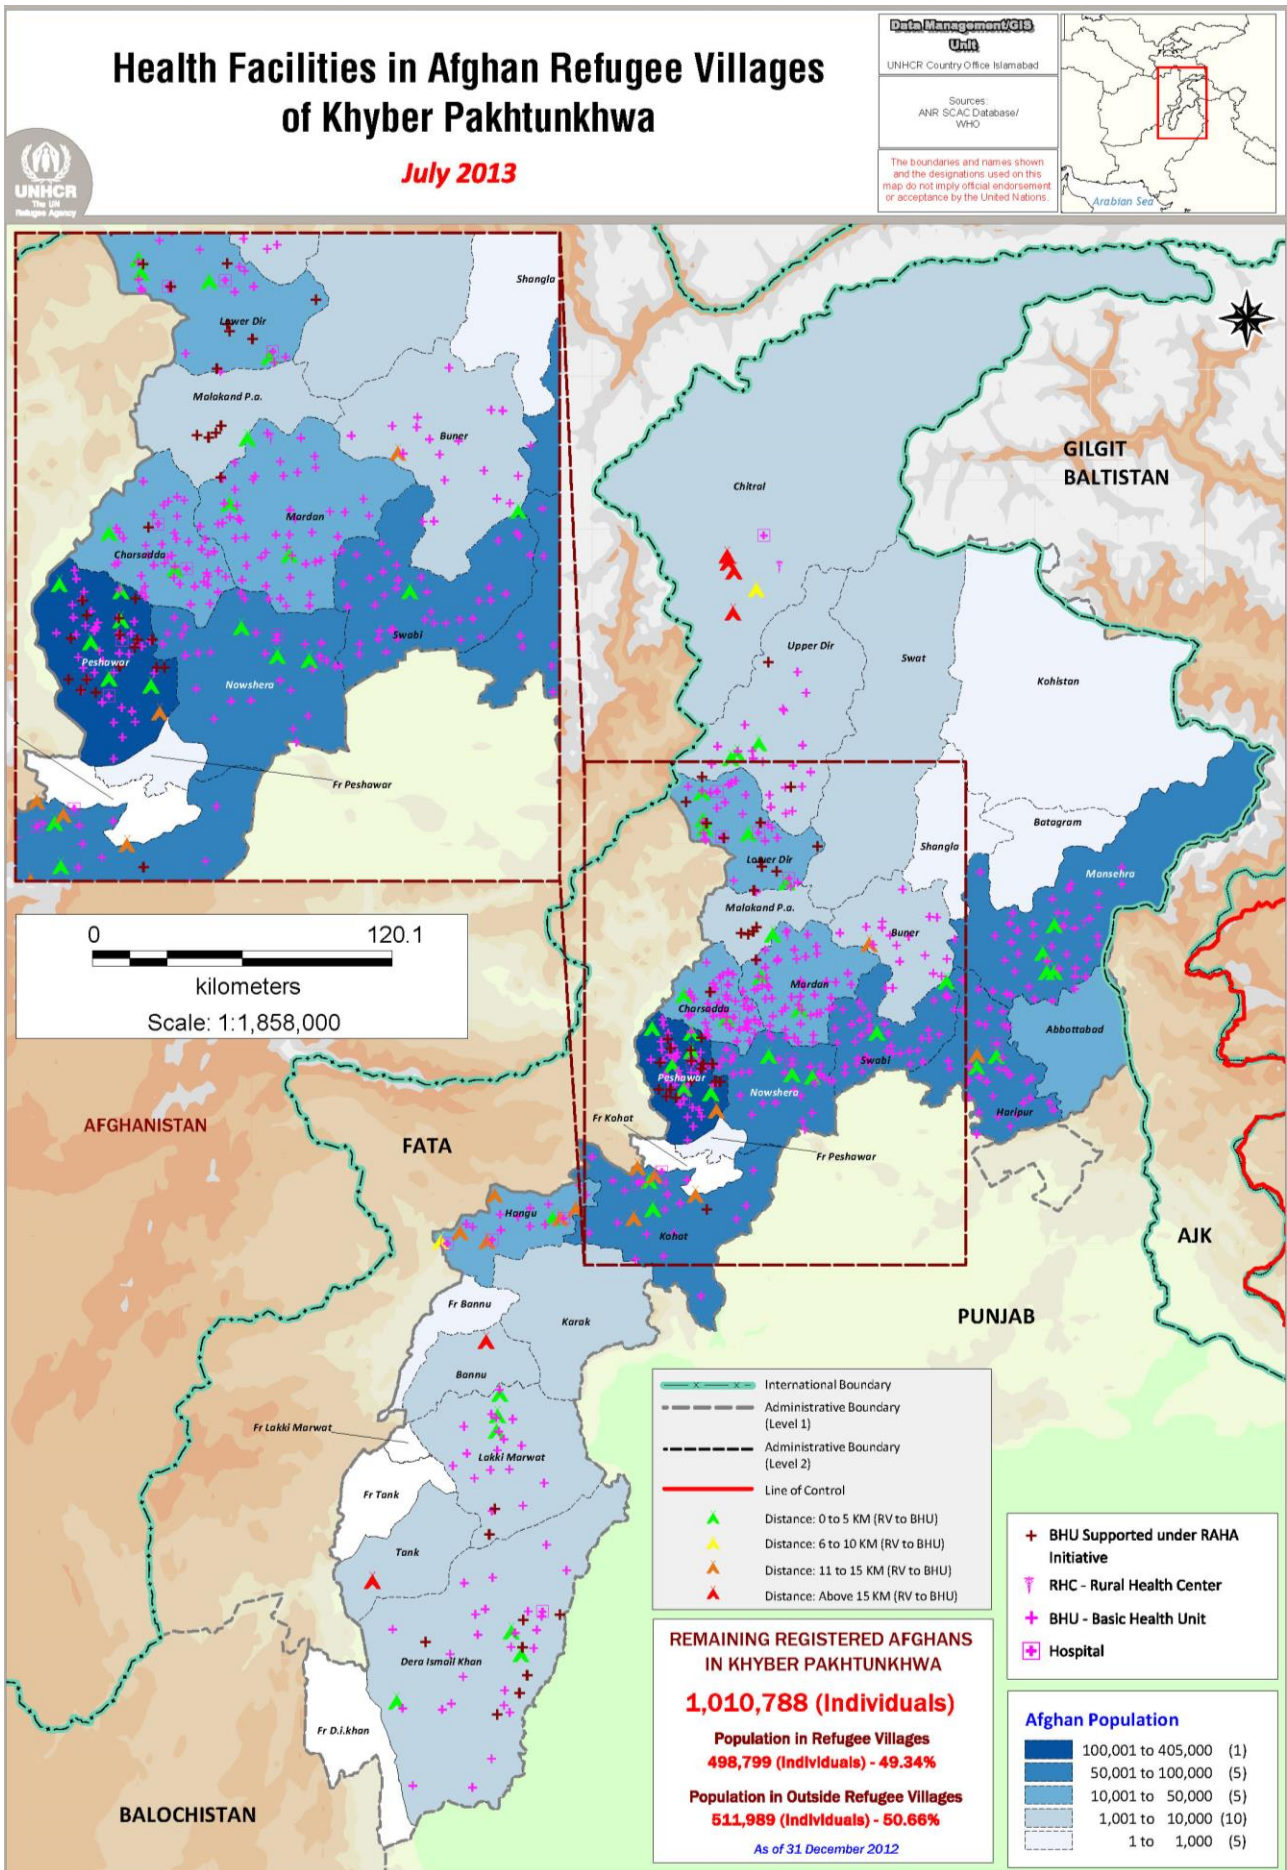 Health Facilities in Afghan Refugee Villages
of Khyber Pakhtunkhwa
July 2013
UNHCR
The UN
Refugee Agency
Data Management/GIS
Unit
UNHCR Country Office Islamabad
Sources:
ANR SCAC Database/
WHO
The boundaries and names shown
and the designations used on this
map do not imply official endorsement
or acceptance by the United Nations.
Arabian Sea
Shangla
Lower Dir
Malakand P.a.
Buner
Mardan
Charsadda
Swabi
Peshawar
Nowshera
Fr Peshawar
0 120.1
kilometers
Scale: 1:1,858,000
GILGIT
BALTISTAN
Chitral
Upper Dir
Swat
Kohistan
Batagram
Shangla
Mansehra
Lower Dir
Malakand P.a.
Buner
Mardan
Charsadda
Abbottabad
Swabi
Peshawar
Nowshera
Haripur
Fr Kohat
Fr Peshawar
AFGHANISTAN
FATA
Hangu
Kohat
AJK
PUNJAB
Fr Bannu
Karak
Bannu
Fr Lakki Marwat
Lakki Marwat
Fr Tank
Tank
Dera Ismail Khan
Fr D.i.khan
BALOCHISTAN
International Boundary
Administrative Boundary
(Level 1)
Administrative Boundary
(Level 2)
Line of Control
Distance: 0 to 5 KM (RV to BHU)
Distance: 6 to 10 KM (RV to BHU)
Distance: 11 to 15 KM (RV to BHU)
Distance: Above 15 KM (RV to BHU)
BHU Supported under RAHA
Initiative
RHC - Rural Health Center
BHU - Basic Health Unit
Hospital
REMAINING REGISTERED AFGHANS
IN KHYBER PAKHTUNKHWA
1,010,788 (Individuals)
Population in Refugee Villages
498,799 (Individuals) - 49.34%
Population in Outside Refugee Villages
511,989 (Individuals) - 50.66%
As of 31 December 2012
Afghan Population
100,001 to 405,000 (1)
50,001 to 100,000 (5)
10,001 to 50,000 (5)
1,001 to 10,000 (10)
1 to 1,000 (5)